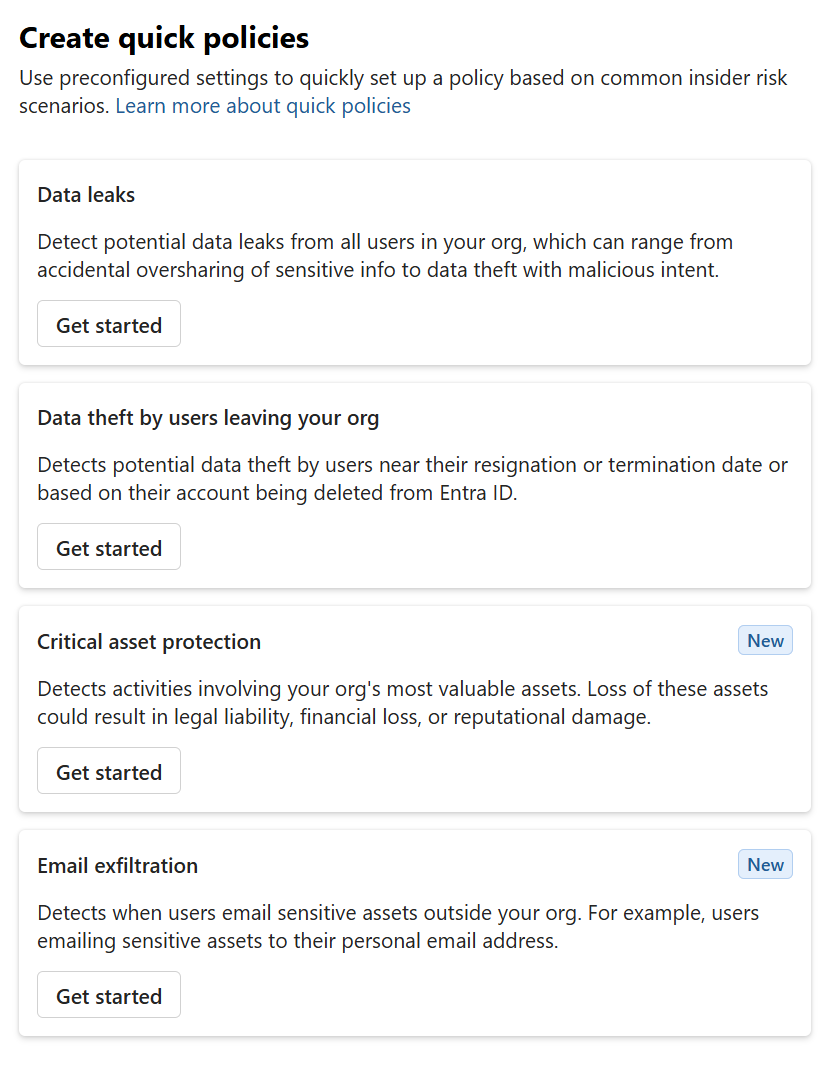 Create quick policies
Use preconfigured settings to quickly set up a policy based on common insider risk
scenarios. Learn more about quick policies
Data leaks
Detect potential data leaks from all users in your org, which can range from
accidental oversharing of sensitive info to data theft with malicious intent.
Get started
Data theft by users leaving your org
Detects potential data theft by users near their resignation or termination date or
based on their account being deleted from Entra ID.
Get started
Critical asset protection
New
Detects activities involving your org's most valuable assets. Loss of these assets
could result in legal liability, financial loss, or reputational damage.
Get started
Email exfiltration
New
Detects when users email sensitive assets outside your org. For example, users
emailing sensitive assets to their personal email address.
Get started